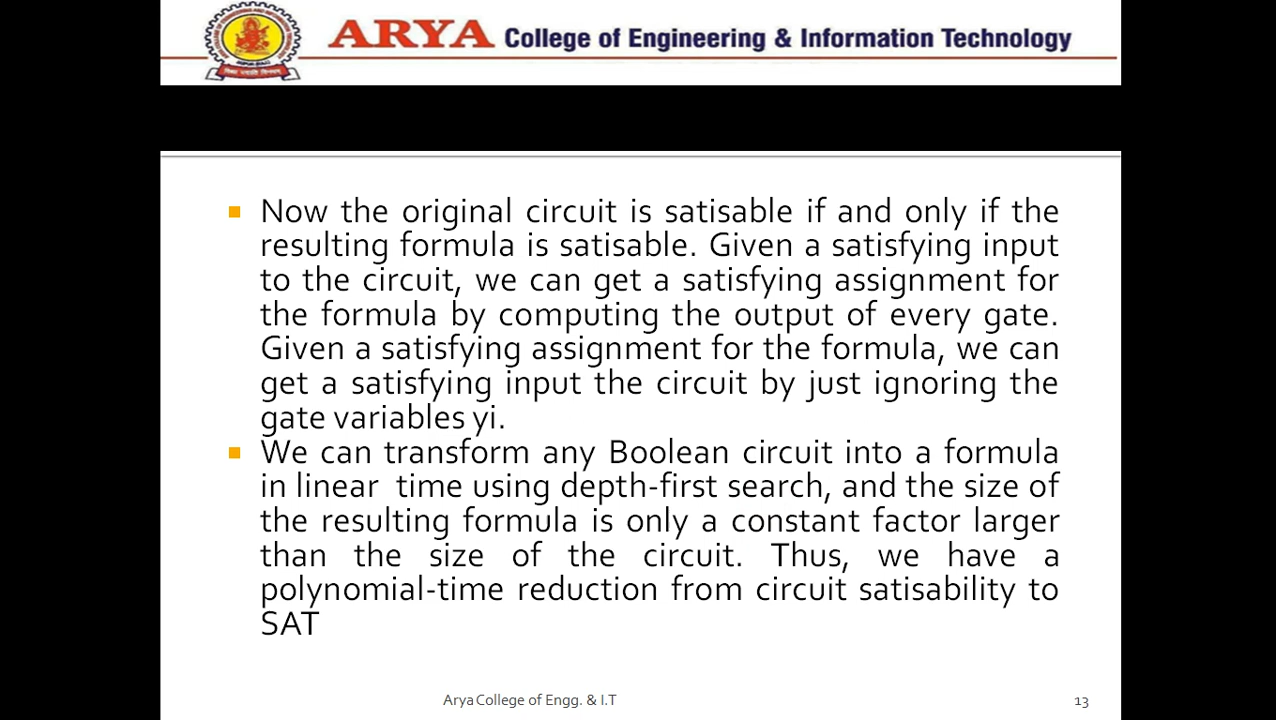 ARYA College of Engineering & Information Technology
Now the original circuit is satisable if and only if the
resulting formula is satisable. Given a satisfying input
to the circuit, we can get a satisfying assignment for
the formula by computing the output of every gate.
Given a satisfying assignment for the formula, we can
get a satisfying input the circuit by just ignoring the
gate variables yi.
We can transform any Boolean circuit into a formula
in linear time using depth-first search, and the size of
the resulting formula is only a constant factor larger
than the size of the circuit. Thus, we have a
polynomial-time reduction from circuit satisability to
SAT
Arya College of Engg. & I.T
13